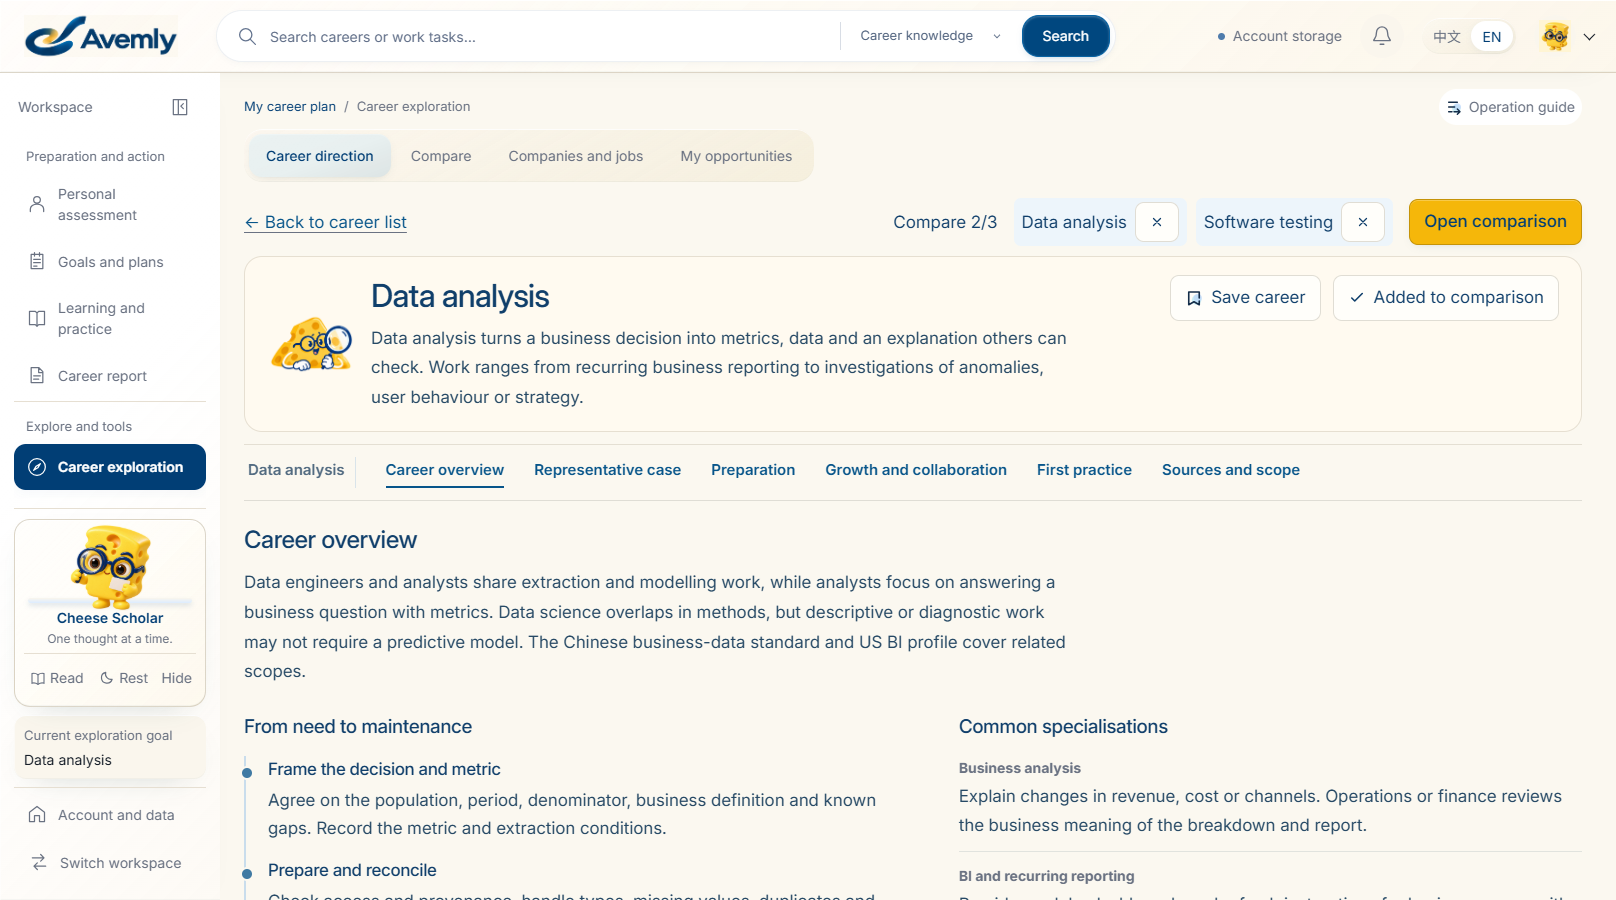 Avemly
Search careers or work tasks...
Career knowledge
Search
Account storage
中文
EN
Workspace
Preparation and action
Personal
assessment
Goals and plans
Learning and
practice
Career report
Explore and tools
Career exploration
Cheese Scholar
One thought at a time.
Read
Rest
Hide
Current exploration goal
Data analysis
Account and data
Switch workspace
My career plan / Career exploration
Operation guide
Career direction
Compare
Companies and jobs
My opportunities
← Back to career list
Compare 2/3
Data analysis ×
Software testing ×
Open comparison
Data analysis
Save career
Added to comparison
Data analysis turns a business decision into metrics, data and an explanation others can
check. Work ranges from recurring business reporting to investigations of anomalies,
user behaviour or strategy.
Data analysis
Career overview
Representative case
Preparation
Growth and collaboration
First practice
Sources and scope
Career overview
Data engineers and analysts share extraction and modelling work, while analysts focus on answering a
business question with metrics. Data science overlaps in methods, but descriptive or diagnostic work
may not require a predictive model. The Chinese business-data standard and US BI profile cover related
scopes.
From need to maintenance
Frame the decision and metric
Agree on the population, period, denominator, business definition and known
gaps. Record the metric and extraction conditions.
Prepare and reconcile
Check access and provenance, handle types, missing values, duplicates and
Common specialisations
Business analysis
Explain changes in revenue, cost or channels. Operations or finance reviews
the business meaning of the breakdown and report.
BI and recurring reporting